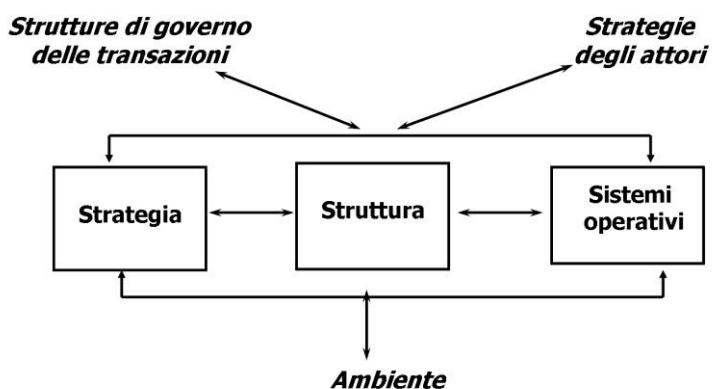 Strutture di governo
delle transazioni
Strategie
degli attori
Strategia
Struttura
Sistemi
operativi
Ambiente